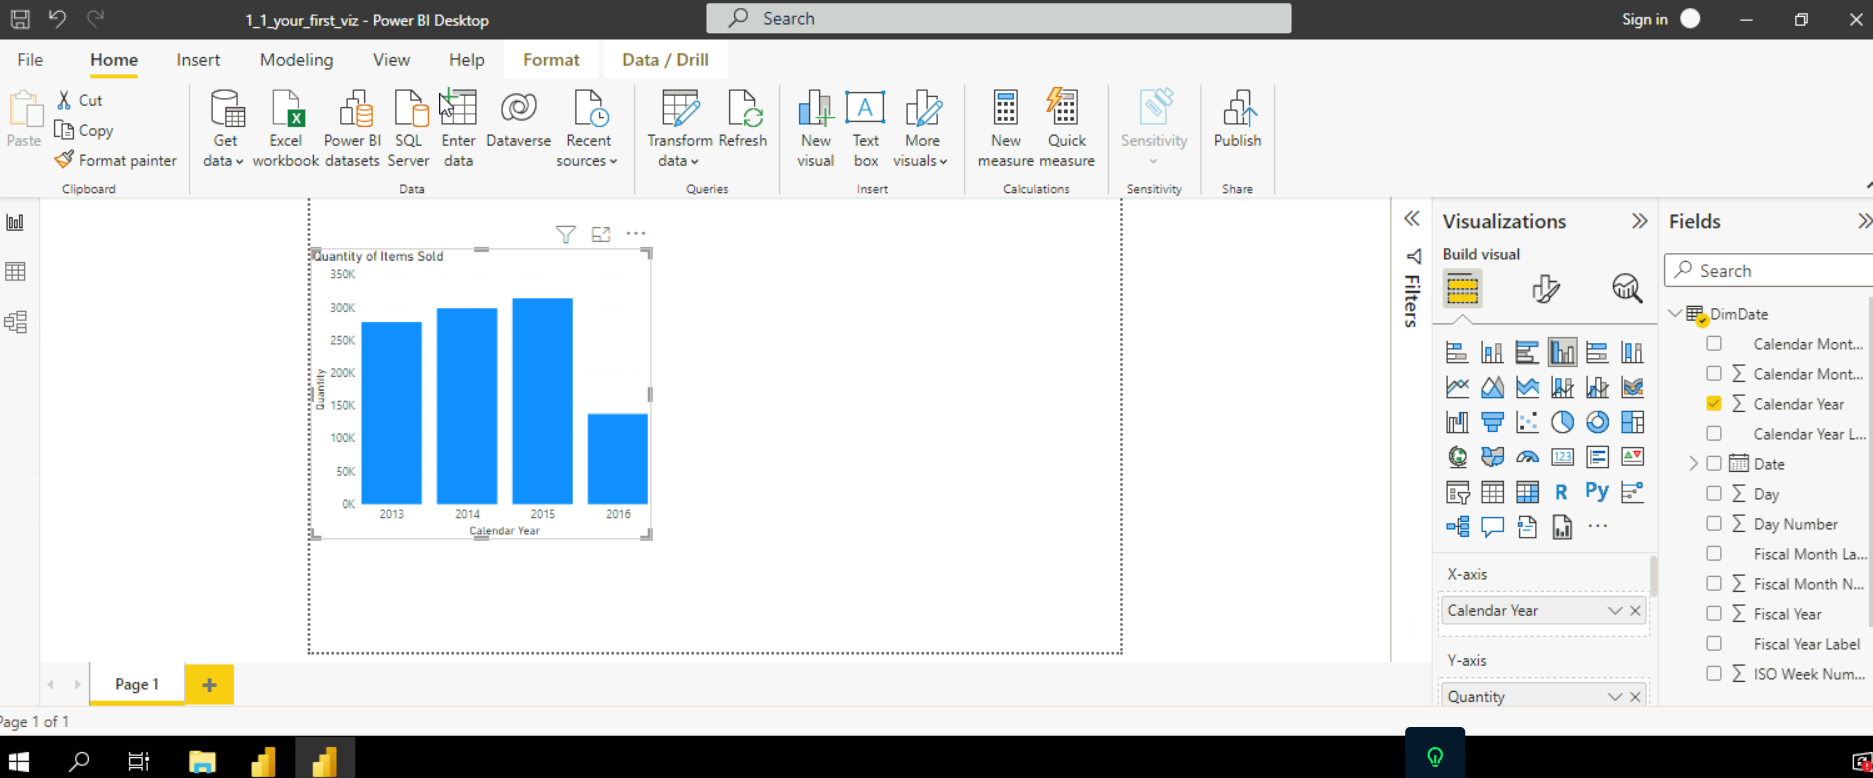 1_1_your_first_viz - Power BI Desktop
Search
Sign in
File
Home
Insert
Modeling
View
Help
Format
Data / Drill
Paste
Cut
Copy
Format painter
Clipboard
Get
data
Excel
workbook
Power BI
datasets
SQL
Server
Enter
data
Dataverse
Recent
sources
Data
Transform
data
Refresh
Queries
New
visual
Text
box
More
visuals
Insert
New
measure
Quick
measure
Calculations
Sensitivity
Sensitivity
Publish
Share
Quantity of Items Sold
350K
300K
250K
200K
150K
100K
50K
0K
Quantity
2013
2014
2015
2016
Calendar Year
Filters
Visualizations
Build visual
123
R
Py
X-axis
Calendar Year
Y-axis
Quantity
Fields
Search
DimDate
Calendar Mont...
Calendar Mont...
Calendar Year
Calendar Year L...
Date
Day
Day Number
Fiscal Month La...
Fiscal Month N...
Fiscal Year
Fiscal Year Label
ISO Week Num...
Page 1
Page 1 of 1